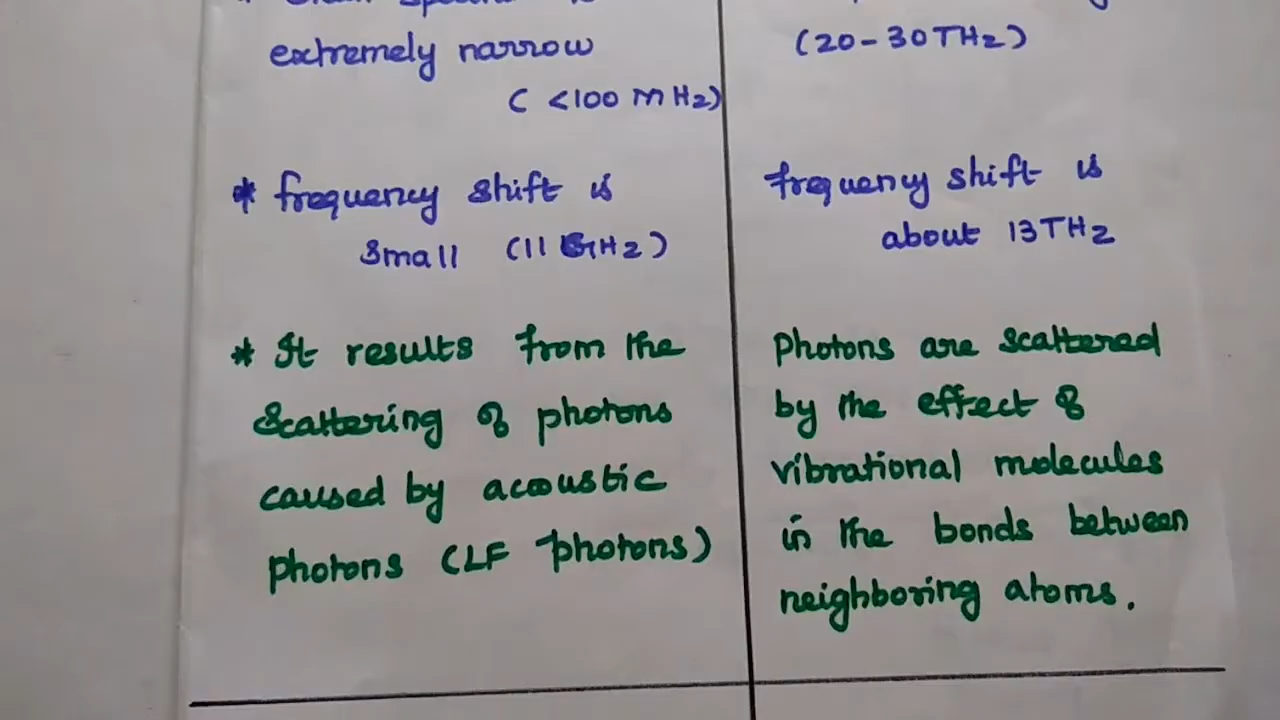 extremely narrow
( <100 MHz)
* frequency shift is
small (11 GHz)
* It results from the
scattering of photons
caused by acoustic
photons (LF photons)
(20-30THz)
frequency shift is
about 13THz
Photons are scattered
by the effect of
vibrational molecules
in the bonds between
neighboring atoms.